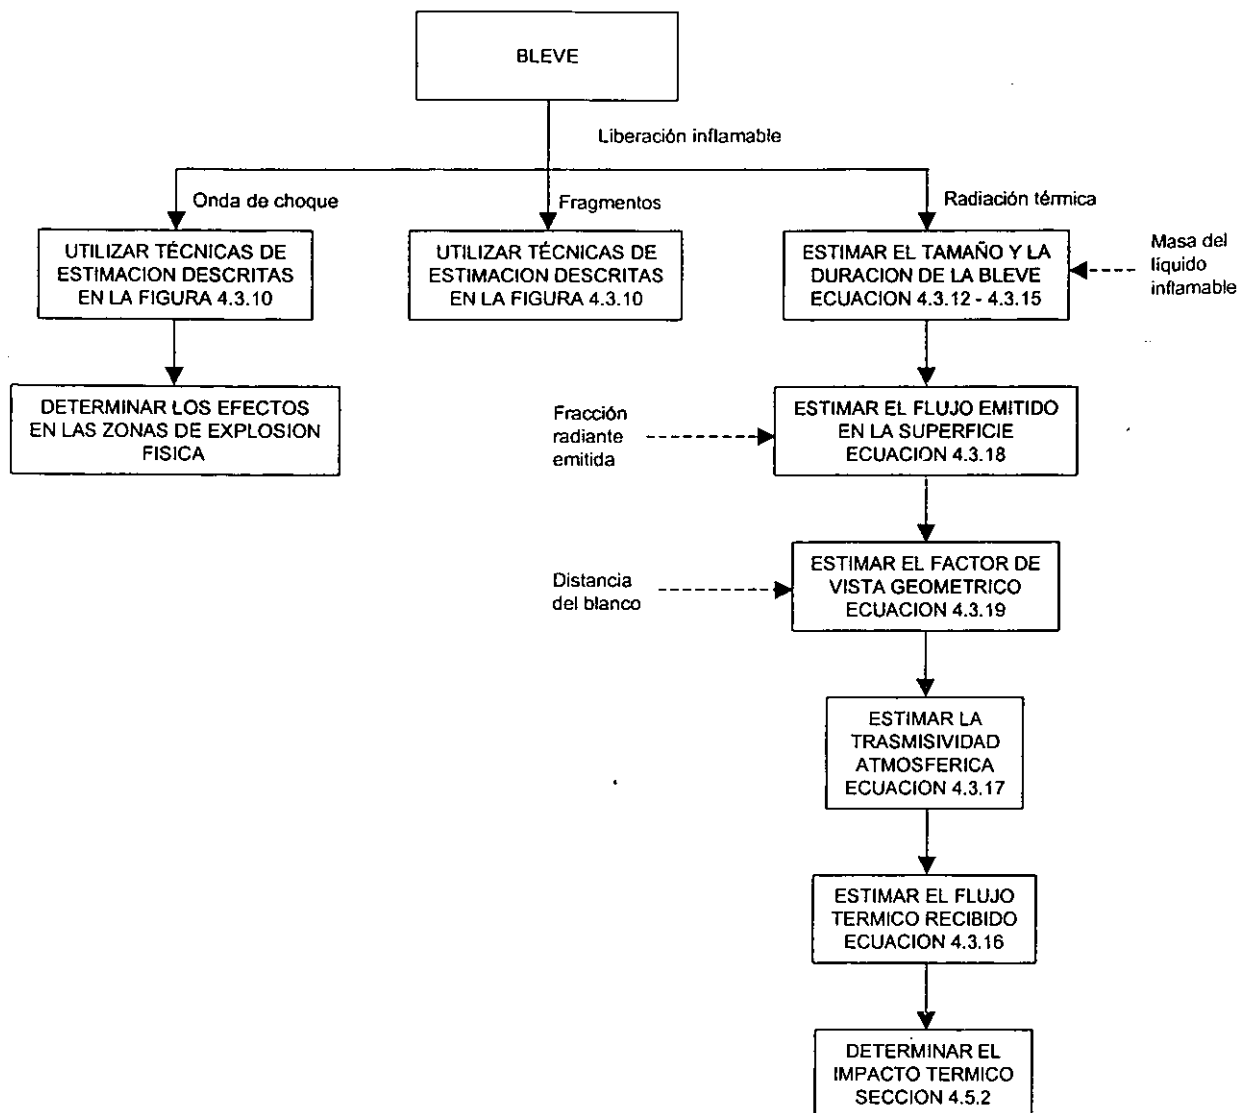 BLEVE
Liberación inflamable
Onda de choque
Fragmentos
Radiación térmica
UTILIZAR TÉCNICAS DE
ESTIMACION DESCRITAS
EN LA FIGURA 4.3.10
UTILIZAR TÉCNICAS DE
ESTIMACION DESCRITAS
EN LA FIGURA 4.3.10
ESTIMAR EL TAMAÑO Y LA
DURACION DE LA BLEVE
ECUACION 4.3.12 - 4.3.15
Masa del
líquido
inflamable
DETERMINAR LOS EFECTOS
EN LAS ZONAS DE EXPLOSION
FISICA
Fracción
radiante
emitida
ESTIMAR EL FLUJO EMITIDO
EN LA SUPERFICIE
ECUACION 4.3.18
Distancia
del blanco
ESTIMAR EL FACTOR DE
VISTA GEOMETRICO
ECUACION 4.3.19
ESTIMAR LA
TRASMISIVIDAD
ATMOSFERICA
ECUACION 4.3.17
ESTIMAR EL FLUJO
TERMICO RECIBIDO
ECUACION 4.3.16
DETERMINAR EL
IMPACTO TERMICO
SECCION 4.5.2